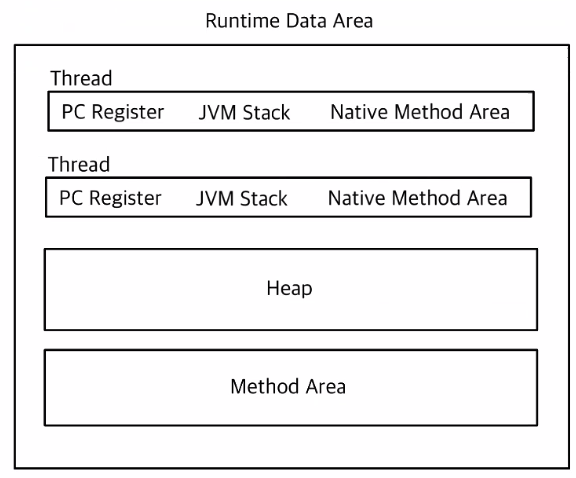 Runtime Data Area
Thread
PC Register JVM Stack Native Method Area
Thread
PC Register JVM Stack Native Method Area
Heap
Method Area